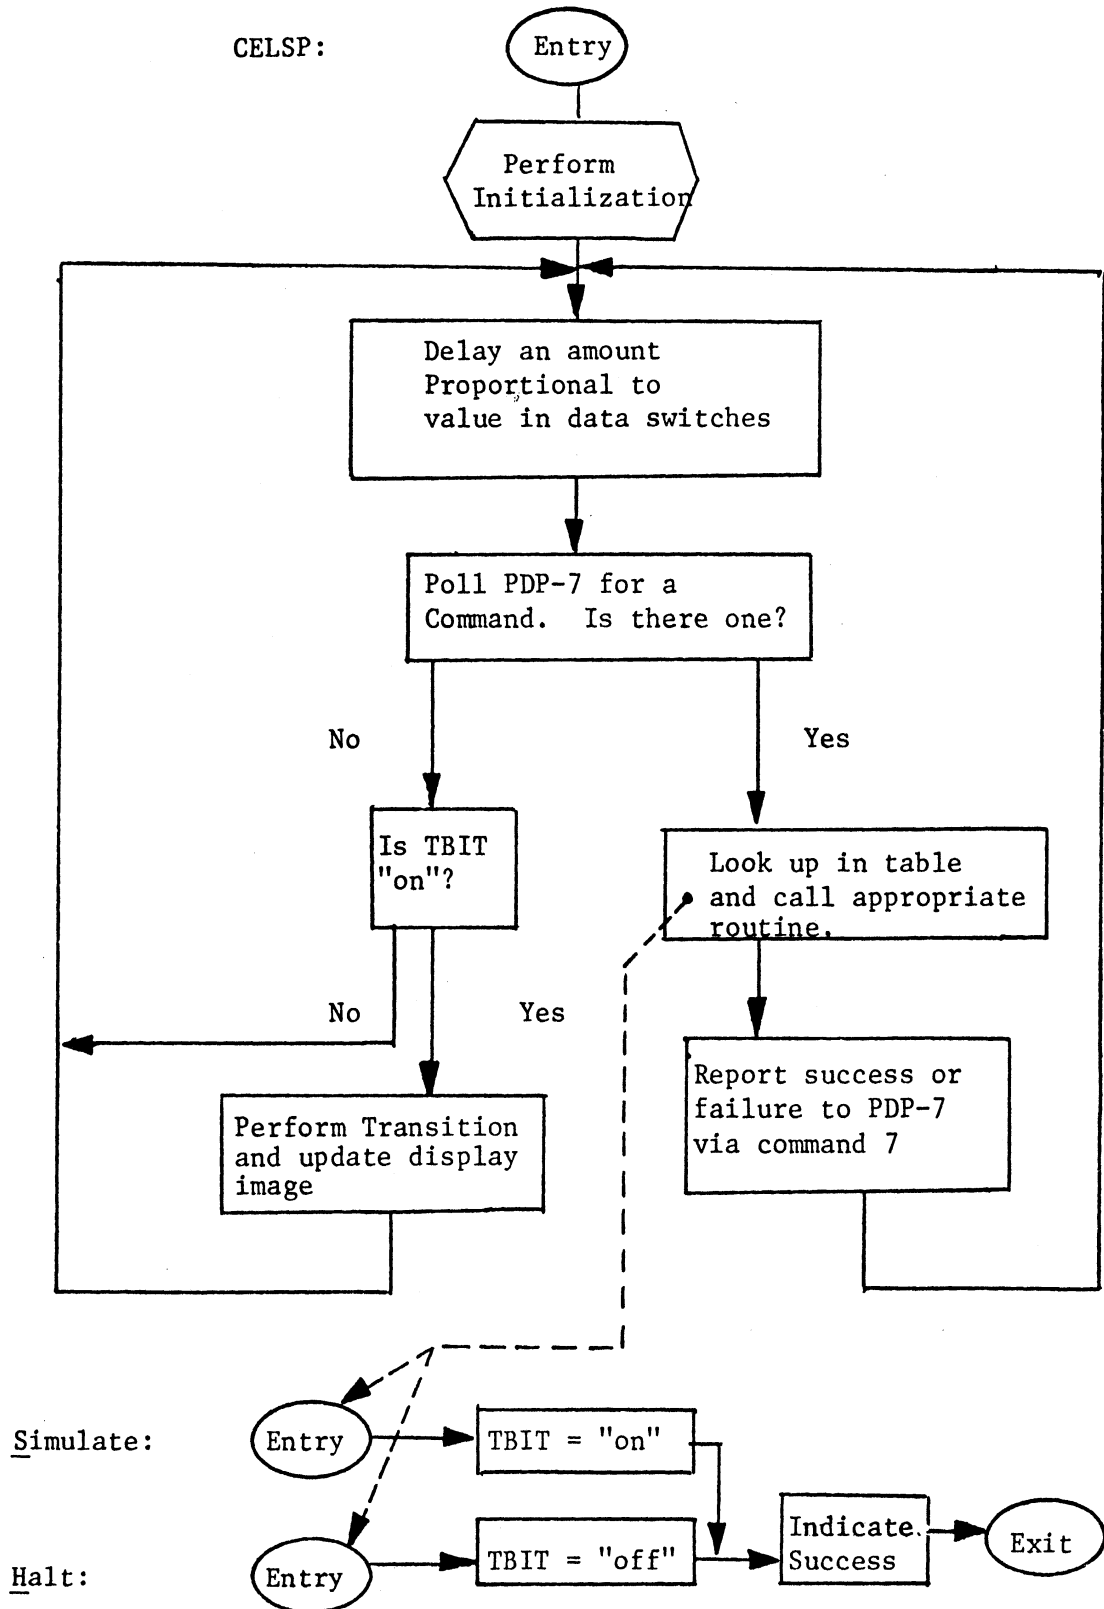 CELSP:
Entry
Perform
Initialization
Delay an amount
Proportional to
value in data switches
Poll PDP-7 for a
Command. Is there one?
No
Yes
Is TBIT
"on"?
Look up in table
and call appropriate
routine.
No
Yes
Report success or
failure to PDP-7
via command 7
Perform Transition
and update display
image
Simulate:
Entry
TBIT = "on"
Halt:
Entry
TBIT = "off"
Indicate.
Success
Exit